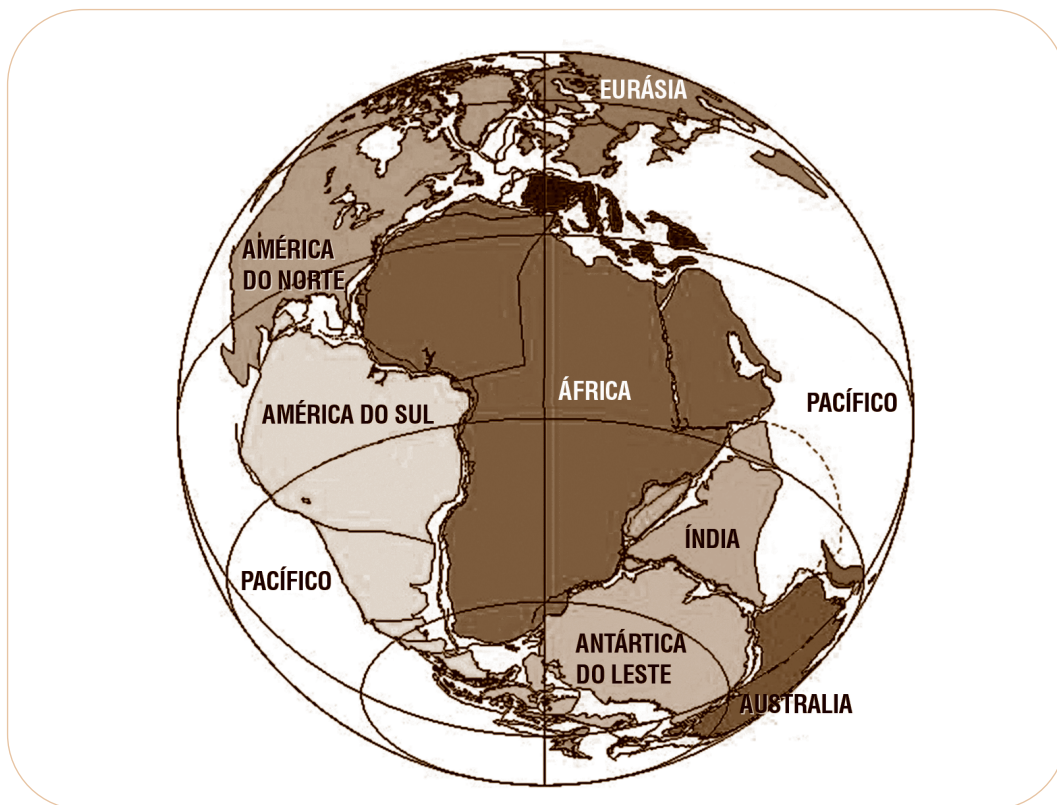 EURÁSIA
AMÉRICA
DO NORTE
ÁFRICA
PACÍFICO
AMÉRICA DO SUL
ÍNDIA
PACÍFICO
ANTÁRTICA
DO LESTE
AUSTRALIA